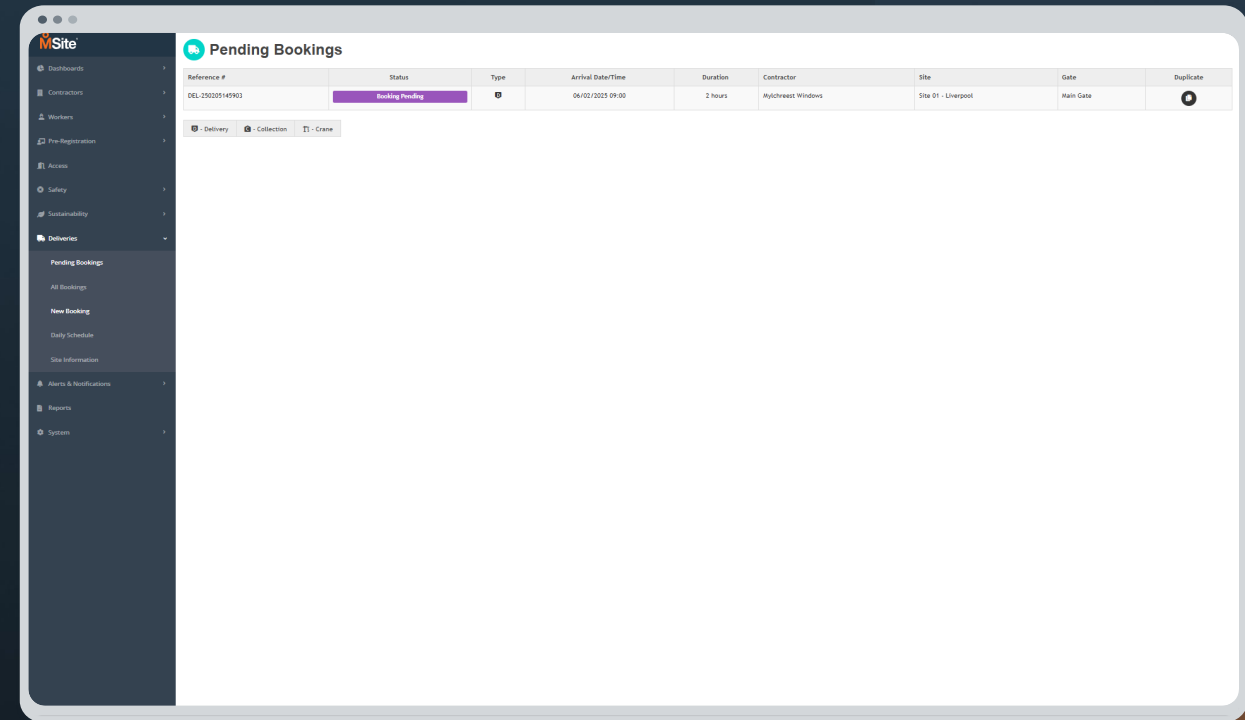 MSite
Dashboards
Contractors
Workers
Pre-Registration
Access
Safety
Sustainability
Deliveries
Pending Bookings
All Bookings
New Booking
Daily Schedule
Site Information
Alerts & Notifications
Reports
System
Pending Bookings
Reference # Status Type Arrival Date/Time Duration Contractor Site Gate Duplicate
DEL-250205145903 Booking Pending D 06/02/2025 09:00 2 hours Mylchreest Windows Site 01 - Liverpool Main Gate
D - Delivery C - Collection - Crane